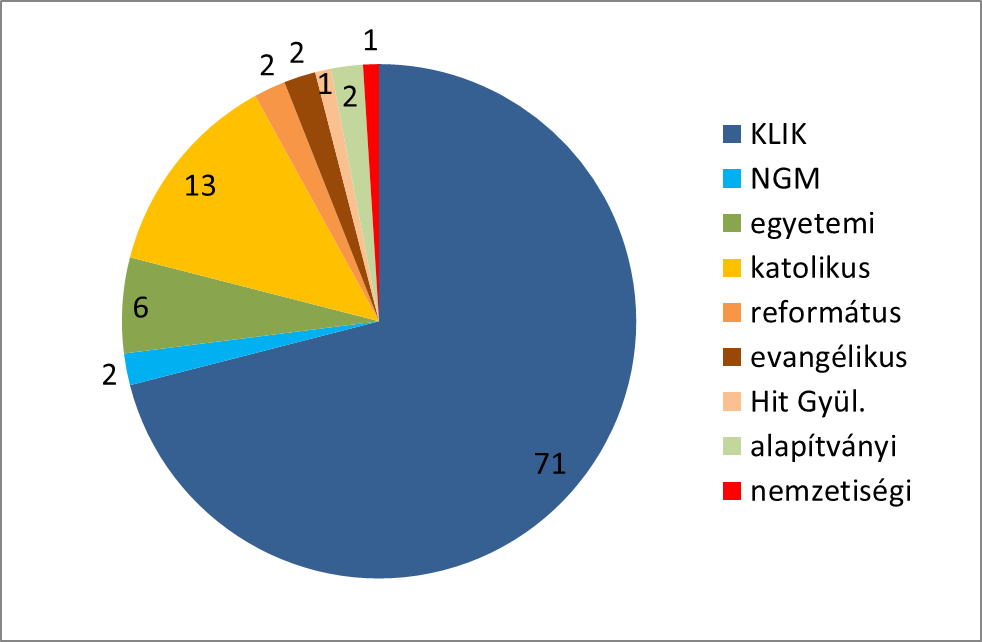 1
2
2
1
2
13
6
2
71
KLIK
NGM
egyetemi
katolikus
református
evangélikus
Hit Gyül.
alapítványi
nemzetiségi